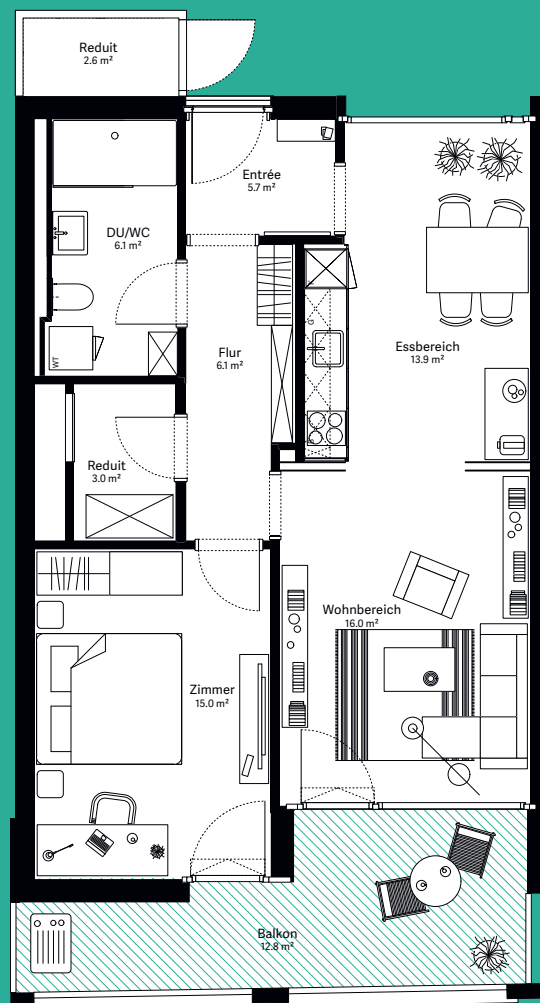 Reduit
2.6 m²
Entrée
5.7 m²
DU/WC
6.1 m²
WT
Flur
6.1 m²
G
Essbereich
13.9 m²
Reduit
3.0 m²
Wohnbereich
16.0 m²
Zimmer
15.0 m²
Balkon
12.8 m²